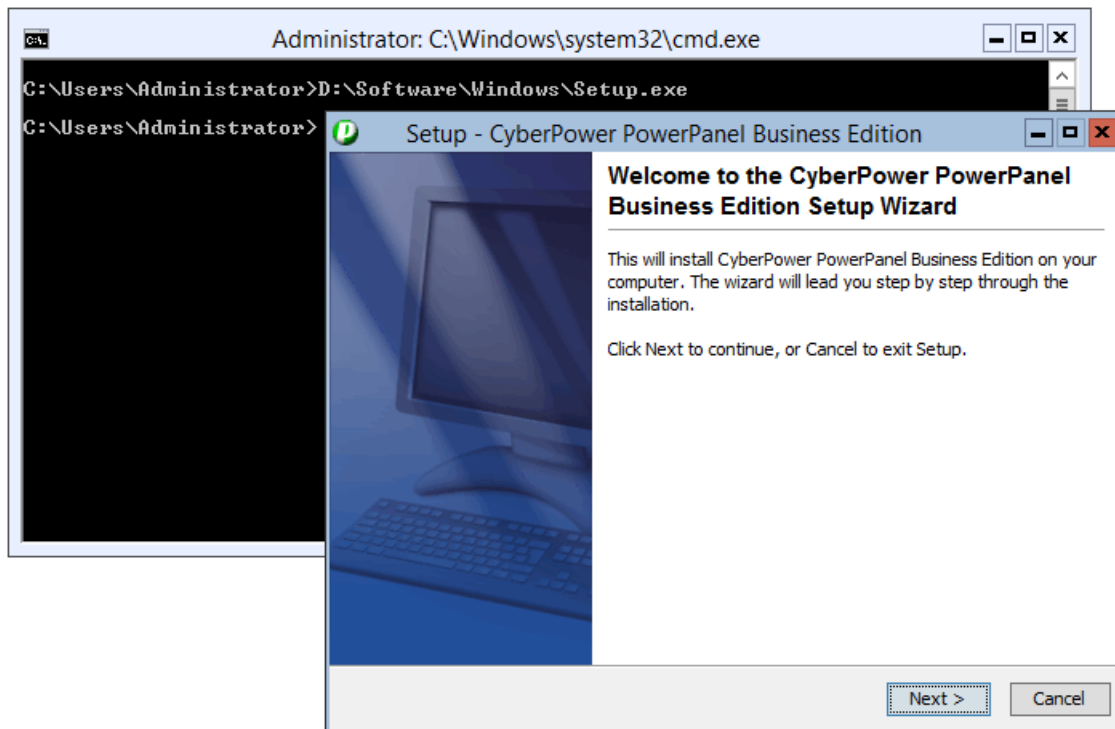 Administrator: C:\Windows\system32\cmd.exe
C:\Users\Administrator>D:\Software\Windows\Setup.exe
C:\Users\Administrator>
Setup - CyberPower PowerPanel Business Edition
Welcome to the CyberPower PowerPanel
Business Edition Setup Wizard
This will install CyberPower PowerPanel Business Edition on your
computer. The wizard will lead you step by step through the
installation.
Click Next to continue, or Cancel to exit Setup.
Next >
Cancel